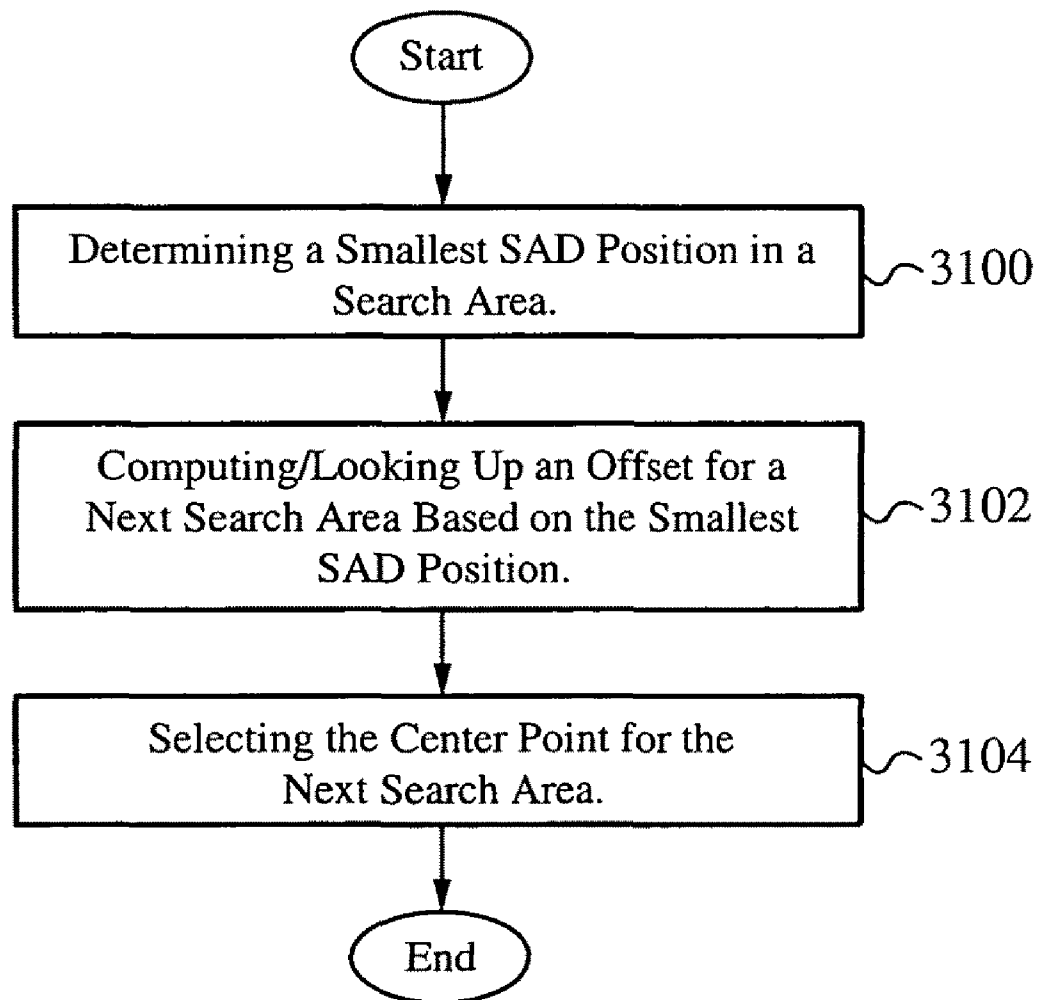 Start
Determining a Smallest SAD Position in a
Search Area.
3100
Computing/Looking Up an Offset for a
Next Search Area Based on the Smallest
SAD Position.
3102
Selecting the Center Point for the
Next Search Area.
3104
End